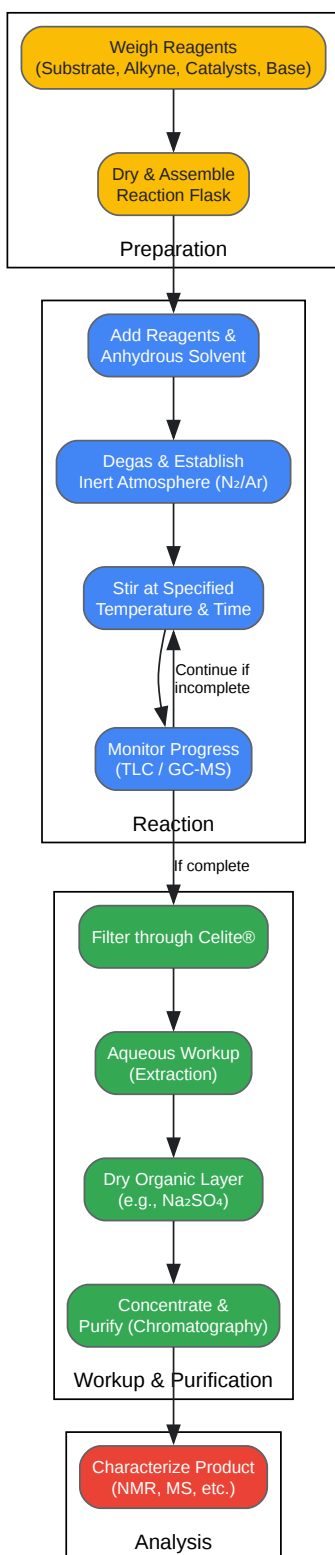 Weigh Reagents
(Substrate, Alkyne, Catalysts, Base)
Dry & Assemble
Reaction Flask
Preparation
Add Reagents &
Anhydrous Solvent
Degas & Establish
Inert Atmosphere (N₂/Ar)
Stir at Specified
Temperature & Time
Continue if
incomplete
Monitor Progress
(TLC / GC-MS)
Reaction
If complete
Filter through Celite®
Aqueous Workup
(Extraction)
Dry Organic Layer
(e.g., Na₂SO₄)
Concentrate &
Purify (Chromatography)
Workup & Purification
Characterize Product
(NMR, MS, etc.)
Analysis